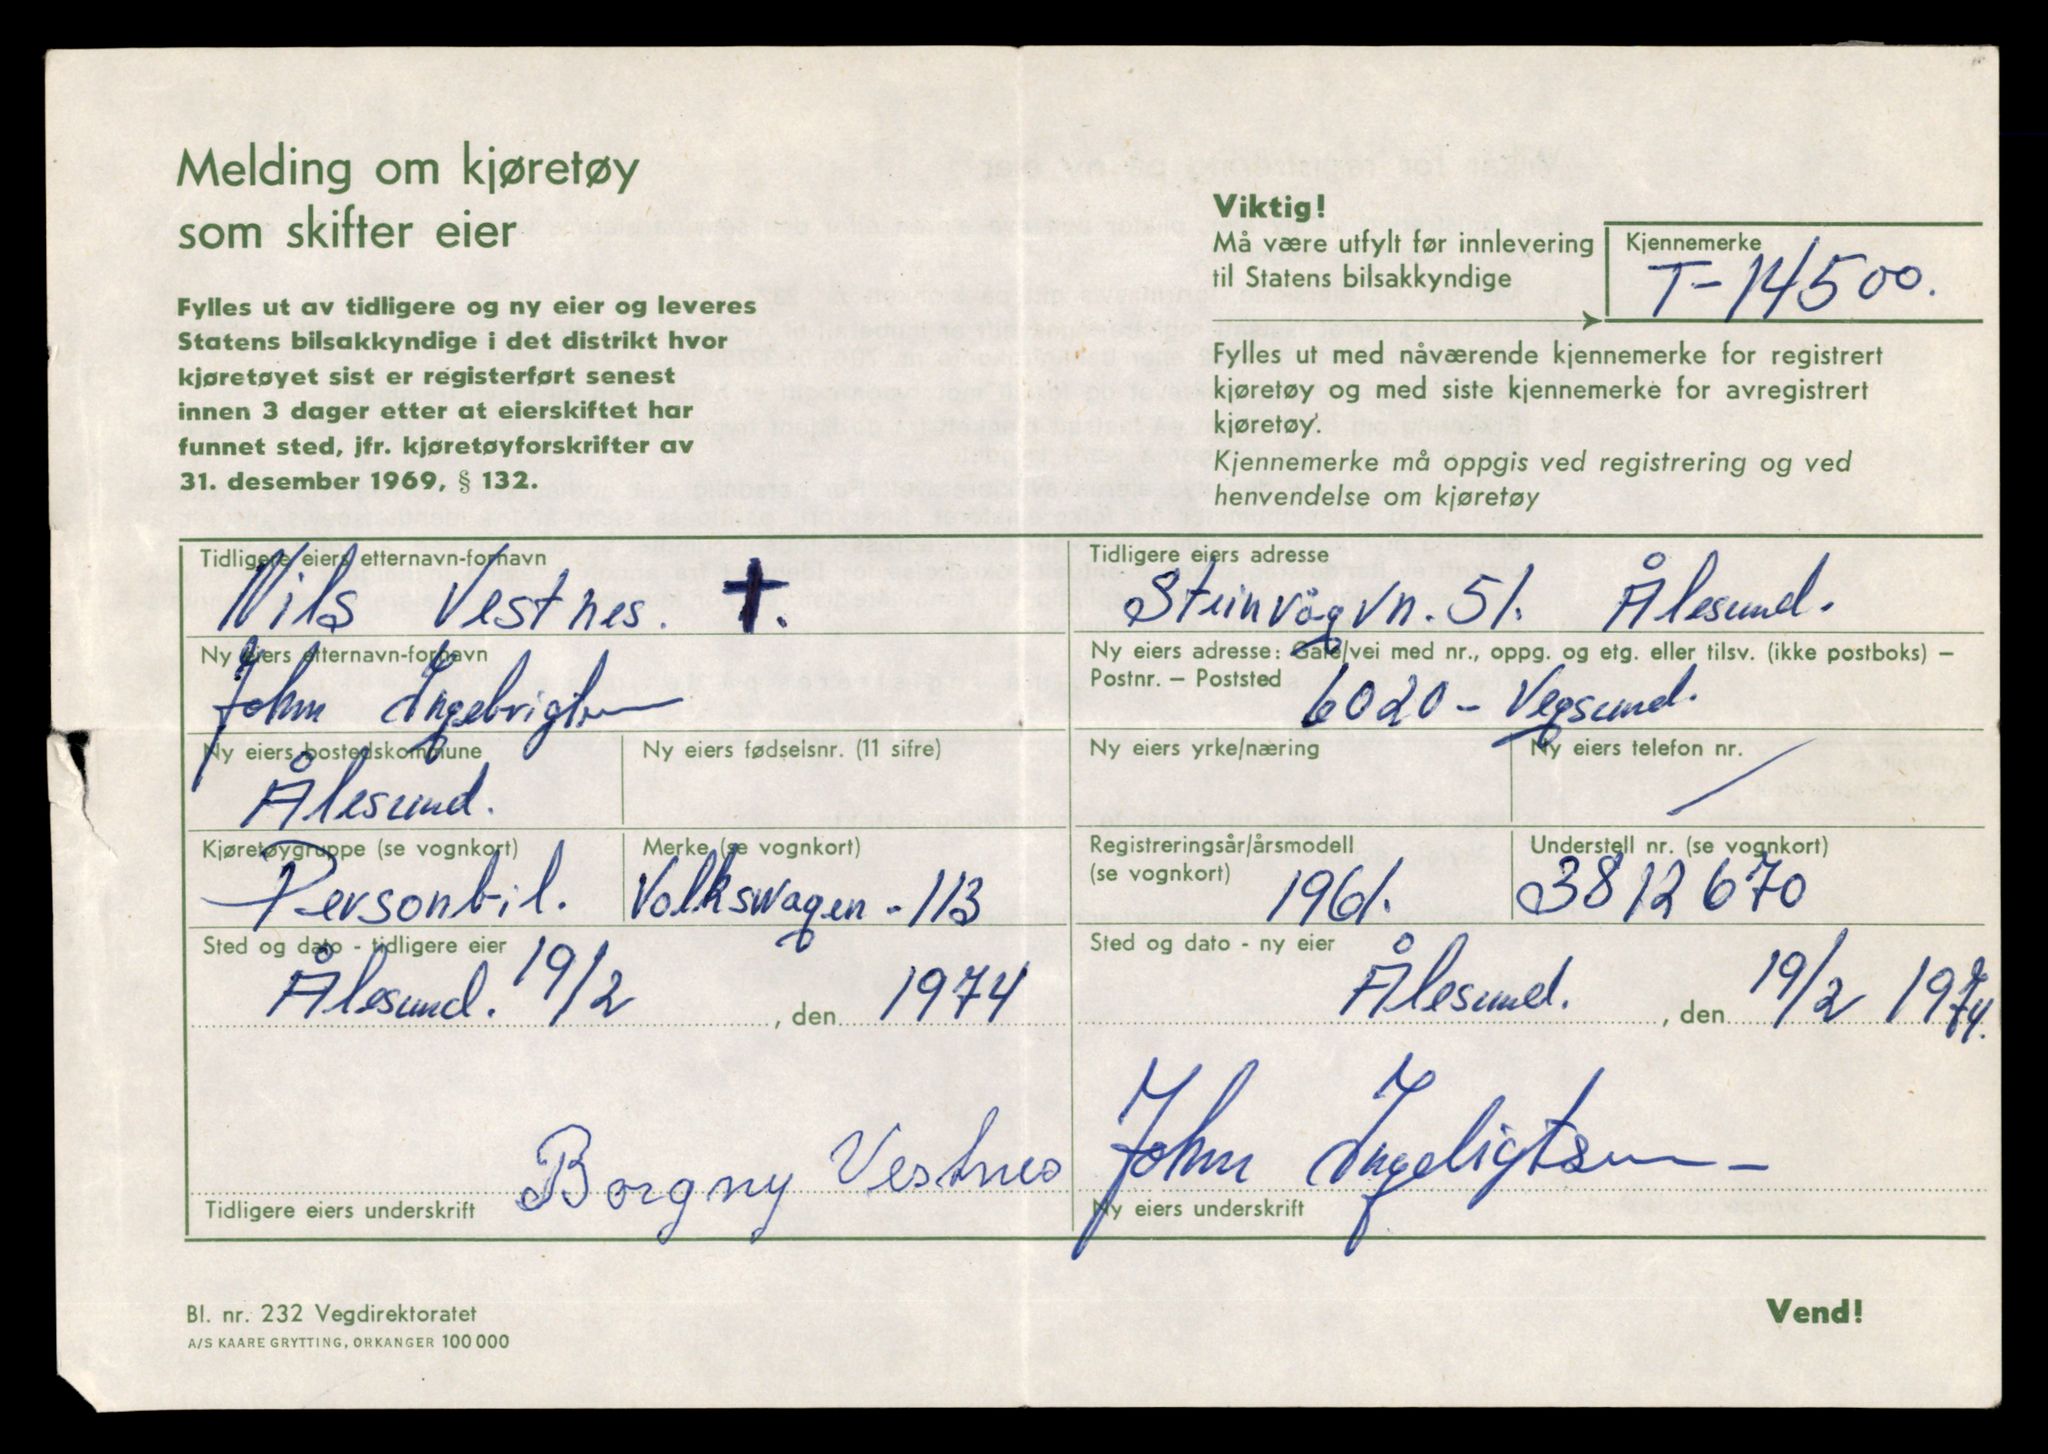 Melding om kjøretøy
som skifter eier
Fylles ut av tidligere og ny eier og leveres
Statens bilsakkyndige i det distrikt hvor
kjøretøyet sist er registerført senest
innen 3 dager etter at eierskiftet har
funnet sted, jfr. kjøretøyforskrifter av
31. desember 1969, § 132.
Viktig!
Må være utfylt før innlevering
til Statens bilsakkyndige
Kjennemerke
T-14500.
Fylles ut med nåværende kjennemerke for registrert
kjøretøy og med siste kjennemerke for avregistrert
kjøretøy.
Kjennemerke må oppgis ved registrering og ved
henvendelse om kjøretøy
Tidligere eiers etternavn-fornavn
Nils Vestnes. +.
Tidligere eiers adresse
Steinvågvn. 51. Ålesund.
Ny eiers etternavn-fornavn
John Ingebrigtsen
Ny eiers adresse: Gate/vei med nr., oppg. og etg. eller tilsv. (ikke postboks) –
Postnr. – Poststed
6020 - Vegsund.
Ny eiers bostedskommune
Ålesund.
Ny eiers fødselsnr. (11 sifre)
Ny eiers yrke/næring
Ny eiers telefon nr.
/
Kjøretøygruppe (se vognkort)
Personbil.
Merke (se vognkort)
Volkswagen - 113
Registreringsår/årsmodell
(se vognkort)
1961.
Understell nr. (se vognkort)
3812670
Sted og dato - tidligere eier
Ålesund. 19/2 , den 1974
Sted og dato - ny eier
Ålesund. , den 19/2 1974.
Borgny Vestnes
Tidligere eiers underskrift
John Ingebrigtsen
Ny eiers underskrift
Bl. nr. 232 Vegdirektoratet
A/S KAARE GRYTTING, ORKANGER 100 000
Vend!